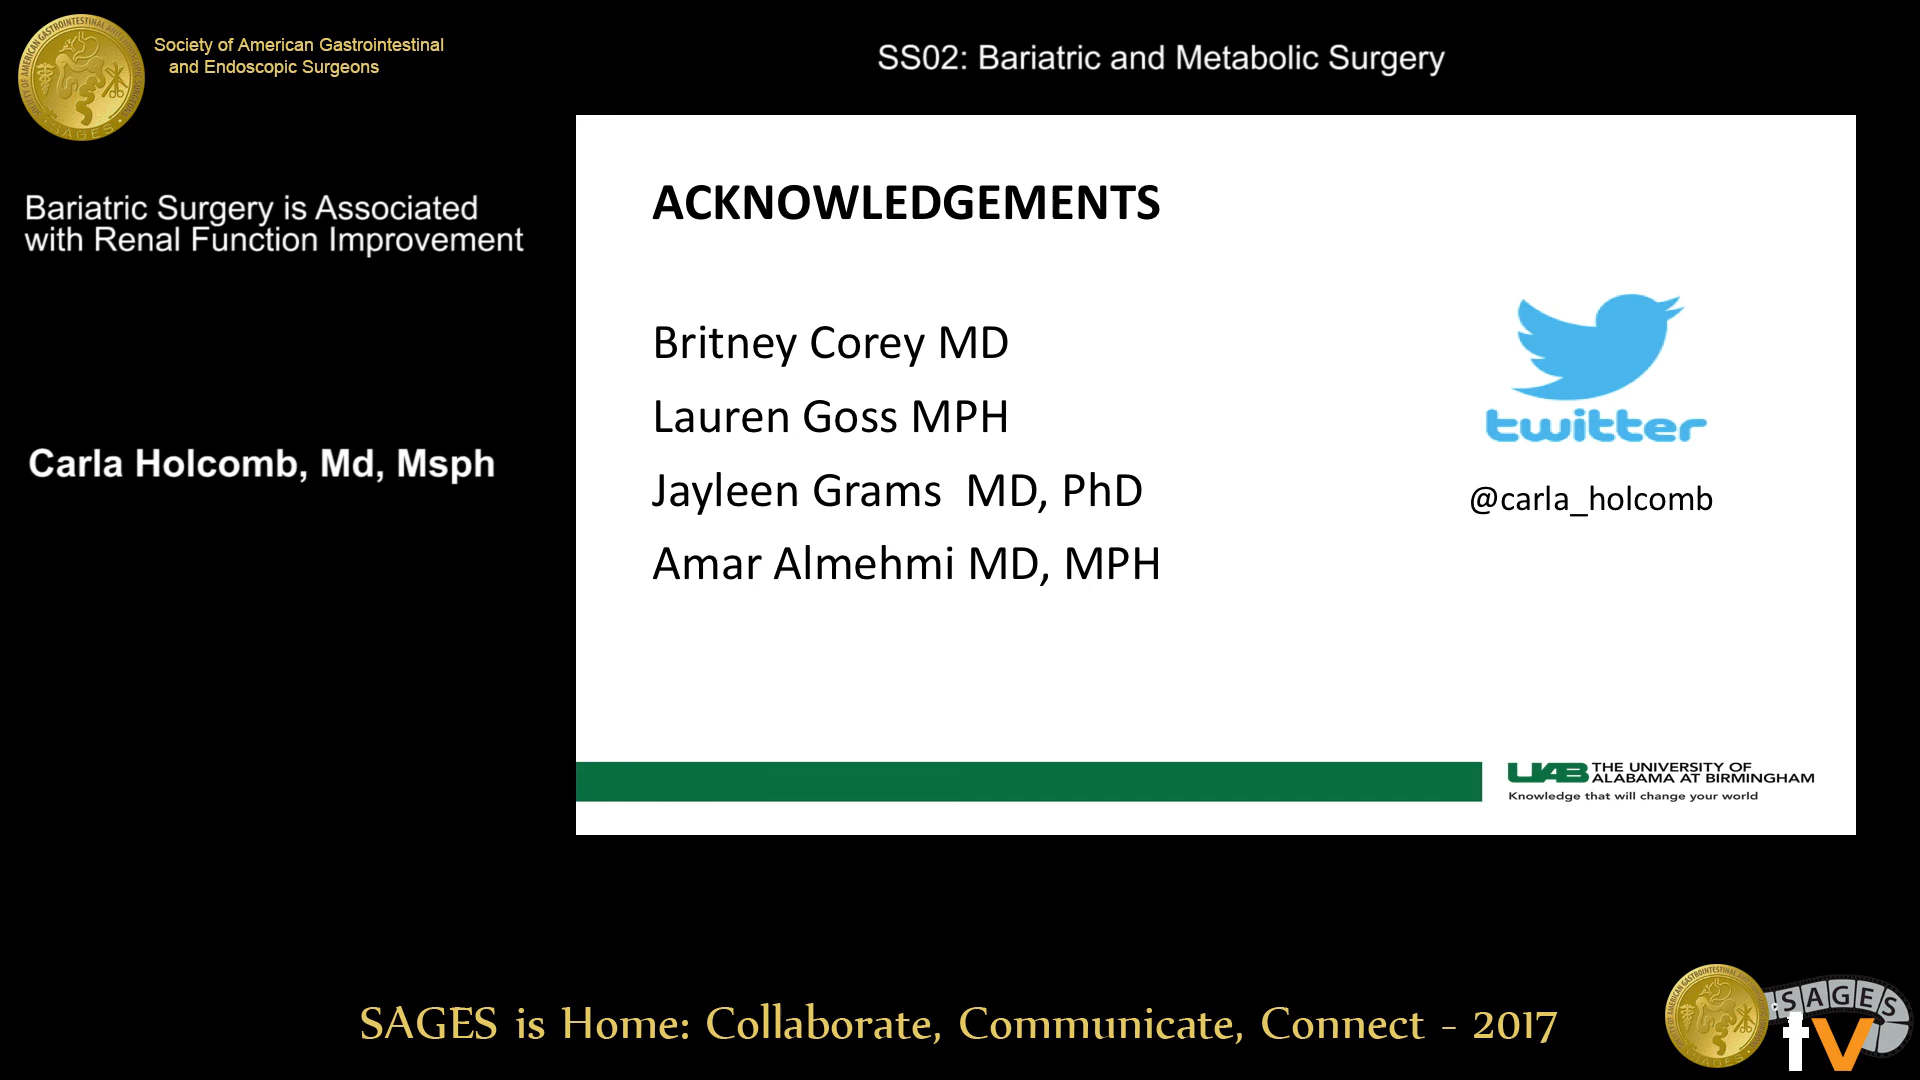 Society of American Gastrointestinal
and Endoscopic Surgeons
SS02: Bariatric and Metabolic Surgery
Bariatric Surgery is Associated
with Renal Function Improvement
Carla Holcomb, Md, Msph
ACKNOWLEDGEMENTS
Britney Corey MD
Lauren Goss MPH
Jayleen Grams MD, PhD
Amar Almehmi MD, MPH
twitter
@carla_holcomb
UAB THE UNIVERSITY OF
ALABAMA AT BIRMINGHAM
Knowledge that will change your world
SAGES is Home: Collaborate, Communicate, Connect - 2017
SAGES
tv